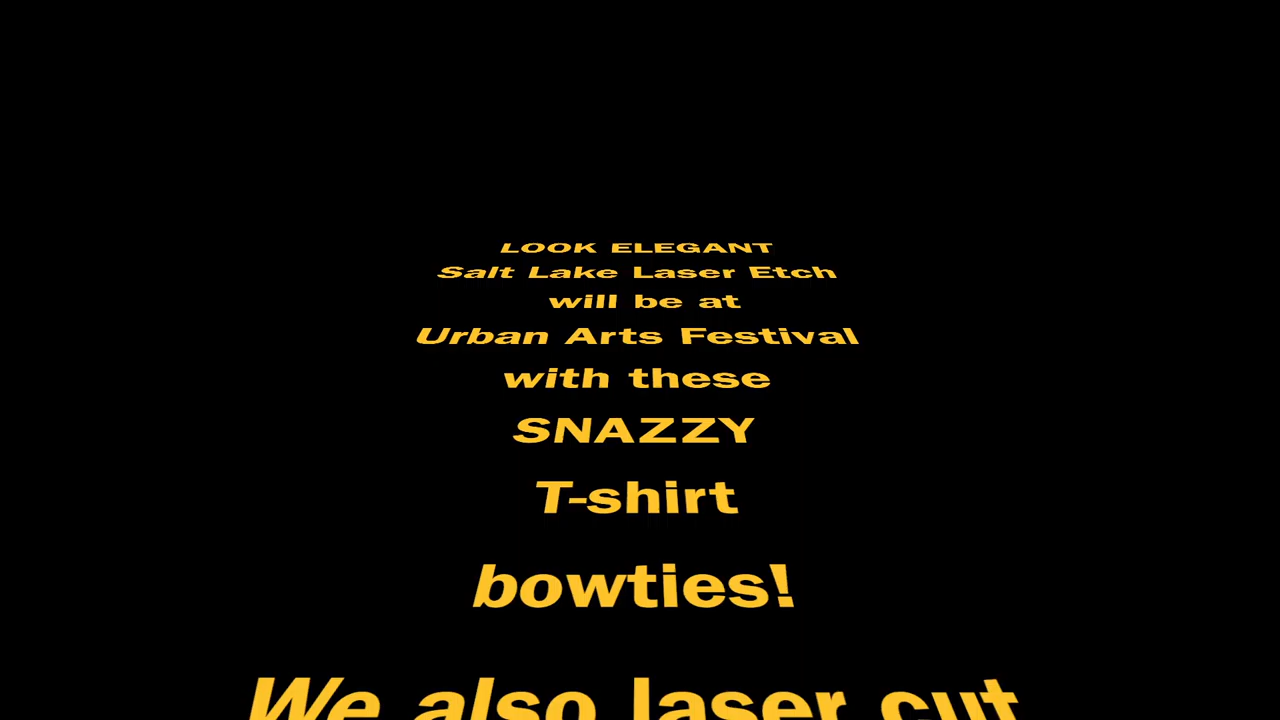 LOOK ELEGANT
Salt Lake Laser Etch
will be at
Urban Arts Festival
with these
SNAZZY
T-shirt
bowties!
We also laser cut